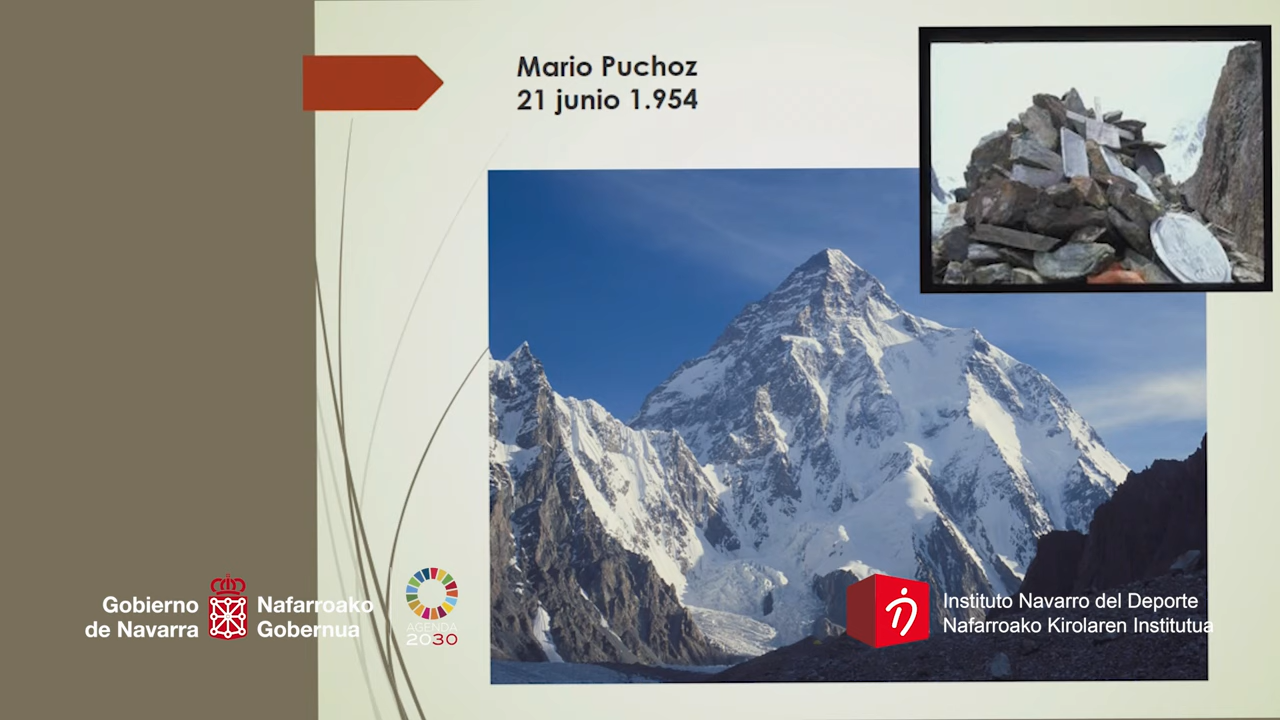 Mario Puchoz
21 junio 1.954
Gobierno
de Navarra
Nafarroako
Gobernua
AGENDA
2030
Instituto Navarro del Deporte
Nafarroako Kirolaren Institutua